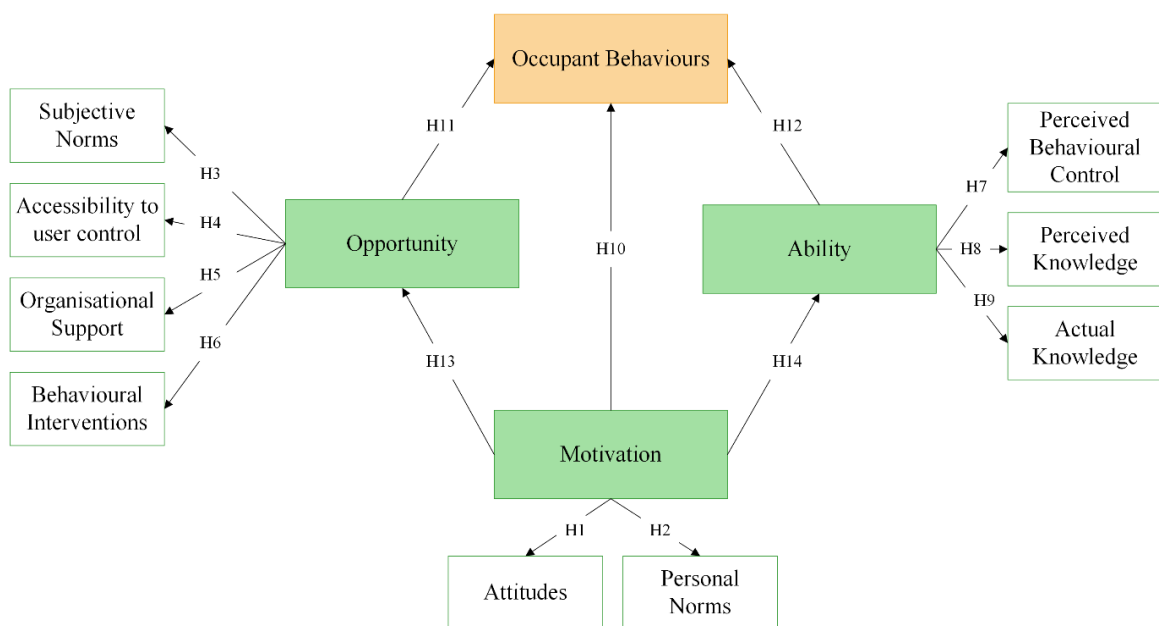 Occupant Behaviours
Subjective
Norms
H11
H12
Perceived
Behavioural
Control
H3
H7
Accessibility to
user control
H4
Opportunity
H10
Ability
H8
Perceived
Knowledge
H5
Organisational
Support
H9
Actual
Knowledge
H6
H13
H14
Behavioural
Interventions
Motivation
H1
H2
Attitudes
Personal
Norms